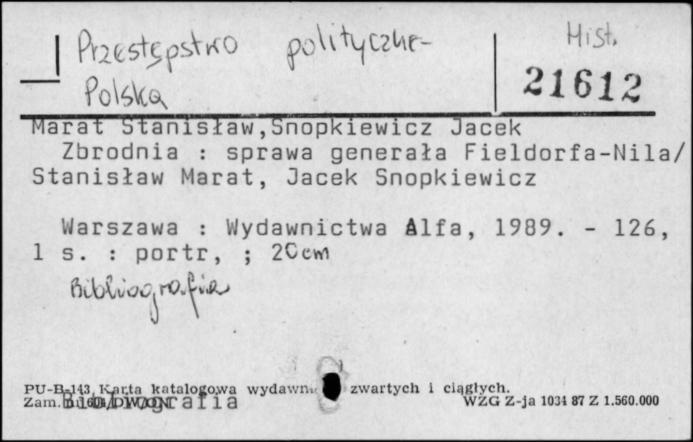 Przestępstwo polityczne-
Hist.
Polska
21612
Marat Stanisław,Snopkiewicz Jacek
Zbrodnia : sprawa generała Fieldorfa-Nila/
Stanisław Marat, Jacek Snopkiewicz
Warszawa : Wydawnictwa Alfa, 1989. - 126,
1 s. : portr, ; 20cm
Bibliografia
PU-B-143 Karta katalogowa zwartych i ciągłych.
Zam. WZG Z-ja 1034 87 Z 1.560.000
Bibliografia